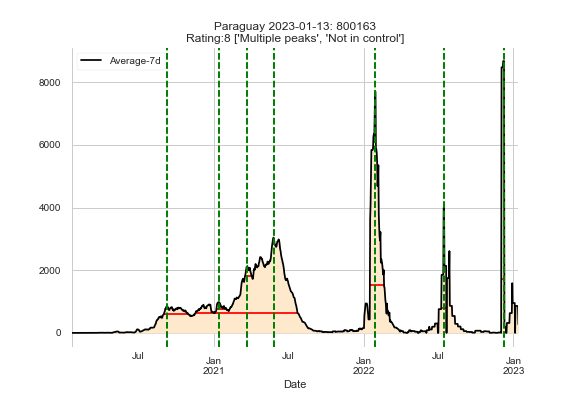 Paraguay 2023-01-13: 800163
Rating:8 ['Multiple peaks', 'Not in control']
Average-7d
8000
6000
4000
2000
0
Jul
Jan
2021
Jul
Jan
2022
Jul
Jan
2023
Date